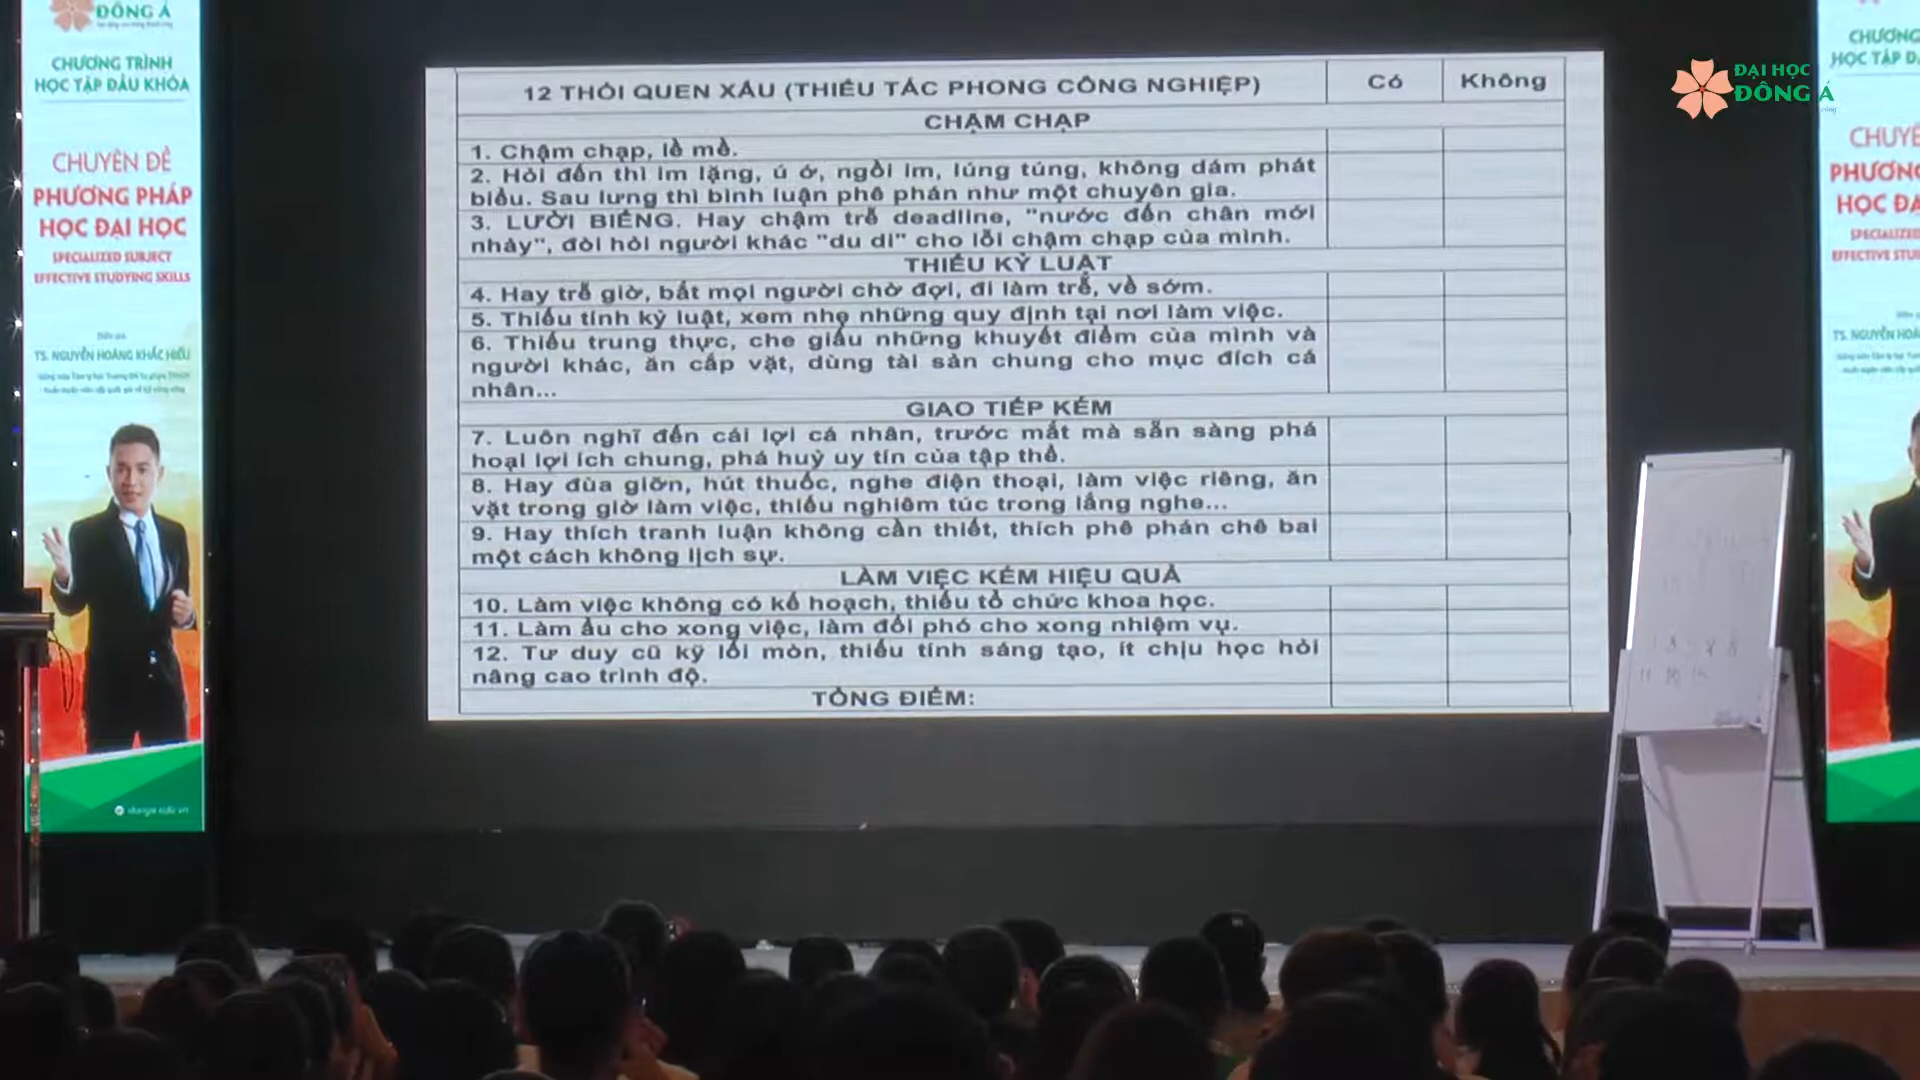 ĐÔNG Á
CHƯƠNG TRÌNH
HỌC TẬP ĐẦU KHÓA
CHUYÊN ĐỀ
PHƯƠNG PHÁP
HỌC ĐẠI HỌC
SPECIALIZED SUBJECT
EFFECTIVE STUDYING SKILLS
TS. NGUYỄN HOÀNG KHẮC HIẾU
12 THÓI QUEN XẤU (THIẾU TÁC PHONG CÔNG NGHIỆP) Có Không
CHẬM CHẠP
1. Chậm chạp, lề mề.
2. Hỏi đến thì im lặng, ú ớ, ngồi im, lúng túng, không dám phát
biểu. Sau lưng thì bình luận phê phán như một chuyên gia.
3. LƯỜI BIẾNG. Hay chậm trễ deadline, "nước đến chân mới
nhảy", đòi hỏi người khác "du di" cho lỗi chậm chạp của mình.
THIẾU KỶ LUẬT
4. Hay trễ giờ, bắt mọi người chờ đợi, đi làm trễ, về sớm.
5. Thiếu tính kỷ luật, xem nhẹ những quy định tại nơi làm việc.
6. Thiếu trung thực, che giấu những khuyết điểm của mình và
người khác, ăn cắp vặt, dùng tài sản chung cho mục đích cá
nhân...
GIAO TIẾP KÉM
7. Luôn nghĩ đến cái lợi cá nhân, trước mắt mà sẵn sàng phá
hoại lợi ích chung, phá huỷ uy tín của tập thể.
8. Hay đùa giỡn, hút thuốc, nghe điện thoại, làm việc riêng, ăn
vặt trong giờ làm việc, thiếu nghiêm túc trong lắng nghe...
9. Hay thích tranh luận không cần thiết, thích phê phán chê bai
một cách không lịch sự.
LÀM VIỆC KÉM HIỆU QUẢ
10. Làm việc không có kế hoạch, thiếu tổ chức khoa học.
11. Làm ẩu cho xong việc, làm đối phó cho xong nhiệm vụ.
12. Tư duy cũ kỹ lối mòn, thiếu tính sáng tạo, ít chịu học hỏi
nâng cao trình độ.
TỔNG ĐIỂM:
ĐẠI HỌC
ĐÔNG Á
CHƯƠNG
HỌC TẬP Đ
CHUYÊ
PHƯƠNG
HỌC ĐẠ
SPECIALIZED
EFFECTIVE STU
TS. NGUYỄN HOÀ